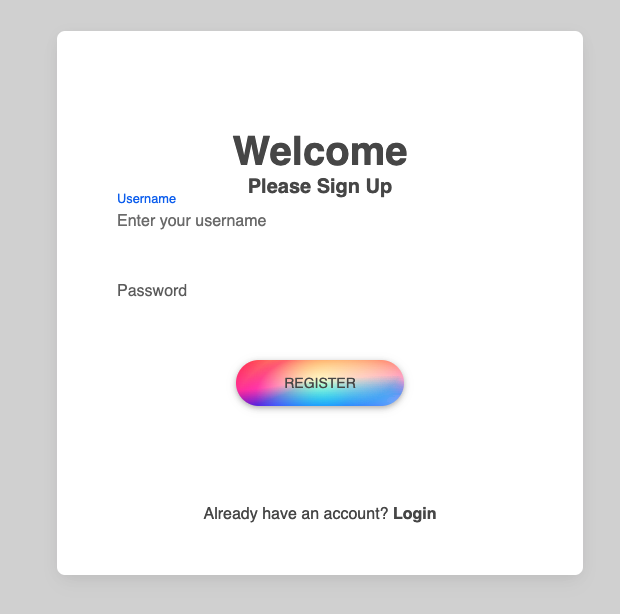 Welcome
Please Sign Up
Username
Enter your username
Password
REGISTER
Already have an account? Login